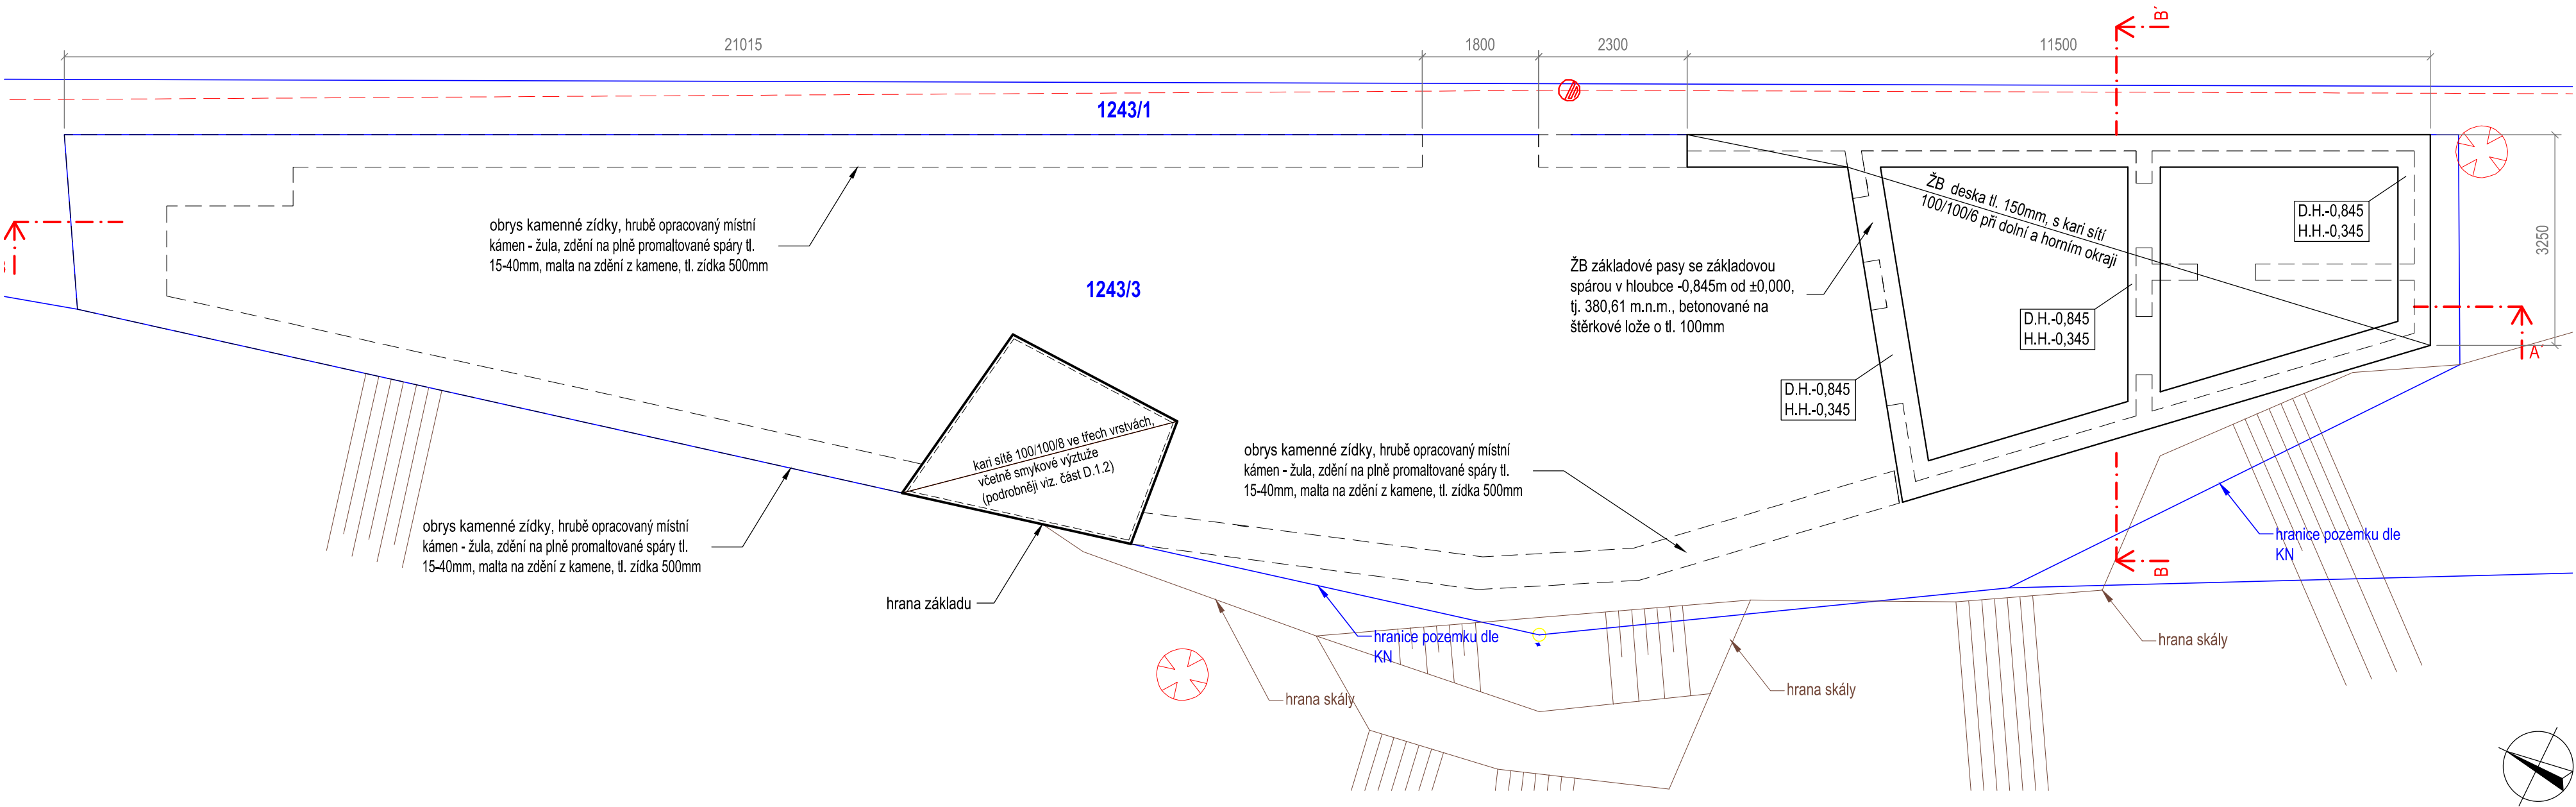 21015
1800
2300
11500
B´
1243/1
obrys kamenné zídky, hrubě opracovaný místní
kámen - žula, zdění na plně promaltované spáry tl.
15-40mm, malta na zdění z kamene, tl. zídka 500mm
1243/3
ŽB základové pasy se základovou
spárou v hloubce -0,845m od ±0,000,
tj. 380,61 m.n.m., betonované na
štěrkové lože o tl. 100mm
ŽB deska tl. 150mm, s kari sítí
100/100/6 při dolní a horním okraji
D.H.-0,845
H.H.-0,345
3250
D.H.-0,845
H.H.-0,345
A´
D.H.-0,845
H.H.-0,345
kari sítě 100/100/8 ve třech vrstvách,
včetně smykové výztuže
(podrobněji viz. část D.1.2)
obrys kamenné zídky, hrubě opracovaný místní
kámen - žula, zdění na plně promaltované spáry tl.
15-40mm, malta na zdění z kamene, tl. zídka 500mm
obrys kamenné zídky, hrubě opracovaný místní
kámen - žula, zdění na plně promaltované spáry tl.
15-40mm, malta na zdění z kamene, tl. zídka 500mm
hranice pozemku dle
KN
B
hrana základu
hranice pozemku dle
KN
hrana skály
hrana skály
hrana skály